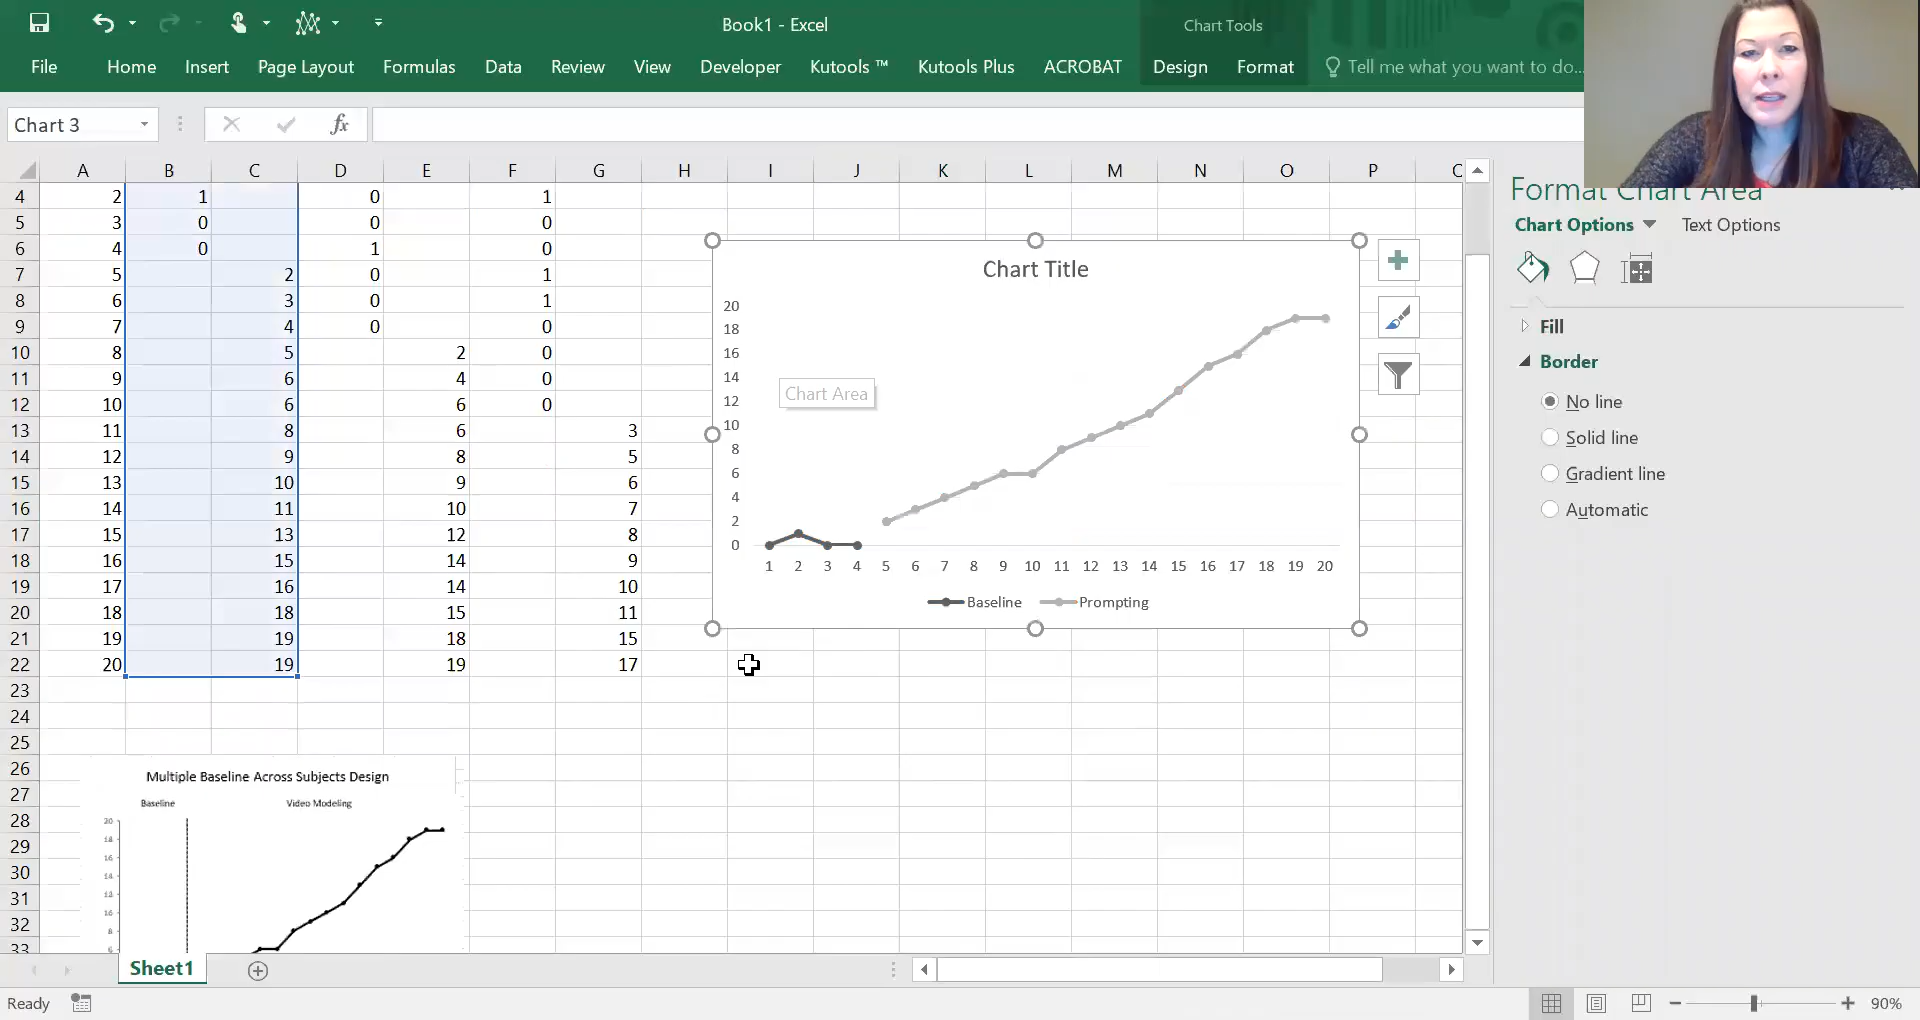 Book1 - Excel
Chart Tools
File Home Insert Page Layout Formulas Data Review View Developer Kutools ™ Kutools Plus ACROBAT Design Format Tell me what you want to do...
Chart 3 fx
A B C D E F G H I J K L M N O P
4 2 1 0 1
5 3 0 0 0
6 4 0 1 0
7 5 2 0 1
8 6 3 0 1
9 7 4 0 0
10 8 5 2 0
11 9 6 4 0
12 10 6 6 0
13 11 8 6 3
14 12 9 8 5
15 13 10 9 6
16 14 11 10 7
17 15 13 12 8
18 16 15 14 9
19 17 16 14 10
20 18 18 15 11
21 19 19 18 15
22 20 19 19 17
23
24
25
26
27
28
29
30
31
32
33
Chart Title
20
18
16
14
12
10
8
6
4
2
0
1 2 3 4 5 6 7 8 9 10 11 12 13 14 15 16 17 18 19 20
Baseline Prompting
Chart Area
Multiple Baseline Across Subjects Design
Baseline Video Modeling
20
18
16
14
12
10
8
6
Format Chart Area
Chart Options Text Options
Fill
Border
No line
Solid line
Gradient line
Automatic
Sheet1
Ready
90%